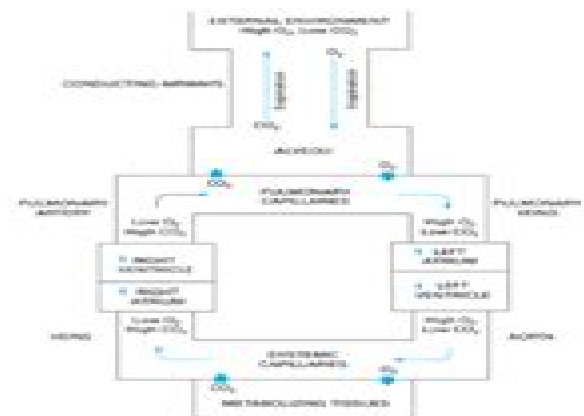 EXTERNAL ENVIRONMENT
High O₂, Low CO₂
O₂
CONDUCTING AIRWAYS
Expiration
Inspiration
CO₂
ALVEOLI
O₂
CO₂
PULMONARY
ARTERY
PULMONARY
CAPILLARIES
PULMONARY
VEINS
Low O₂
High CO₂
High O₂
Low CO₂
RIGHT
VENTRICLE
LEFT
ATRIUM
RIGHT
ATRIUM
LEFT
VENTRICLE
VEINS
Low O₂
High CO₂
High O₂
Low CO₂
AORTA
SYSTEMIC
CAPILLARIES
O₂
CO₂
METABOLIZING TISSUES